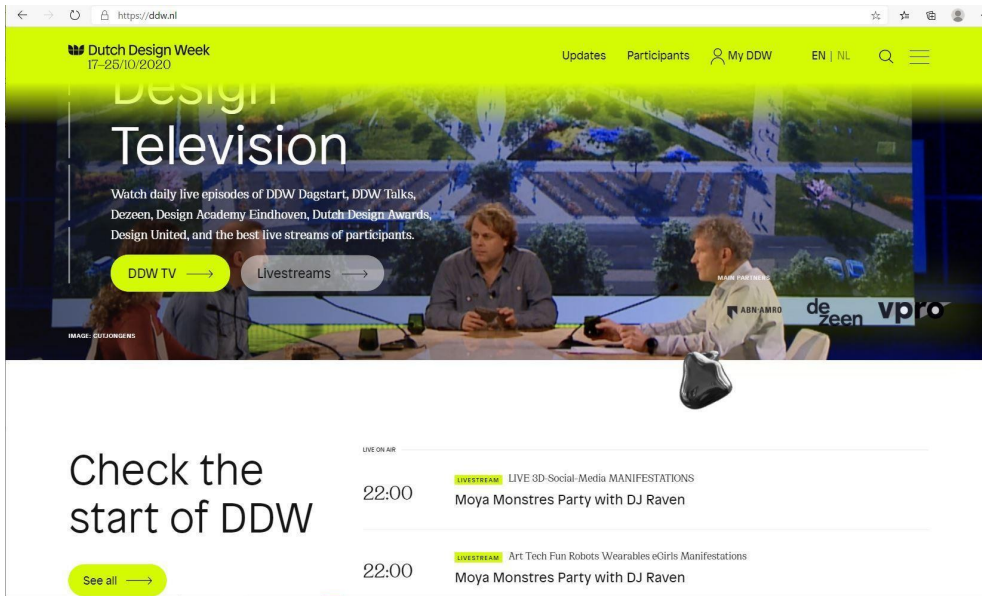 https://ddw.nl
Dutch Design Week
17–25/10/2020
Updates Participants My DDW EN | NL
Design
Television
Watch daily live episodes of DDW Dagstart, DDW Talks,
Dezeen, Design Academy Eindhoven, Dutch Design Awards,
Design United, and the best live streams of participants.
DDW TV Livestreams
MAIN PARTNERS
ABN·AMRO de zeen vpro
IMAGE: CUTJONGENS
Check the
start of DDW
See all
LIVE ON AIR
22:00
LIVESTREAM LIVE 3D-Social-Media MANIFESTATIONS
Moya Monstres Party with DJ Raven
22:00
LIVESTREAM Art Tech Fun Robots Wearables eGirls Manifestations
Moya Monstres Party with DJ Raven